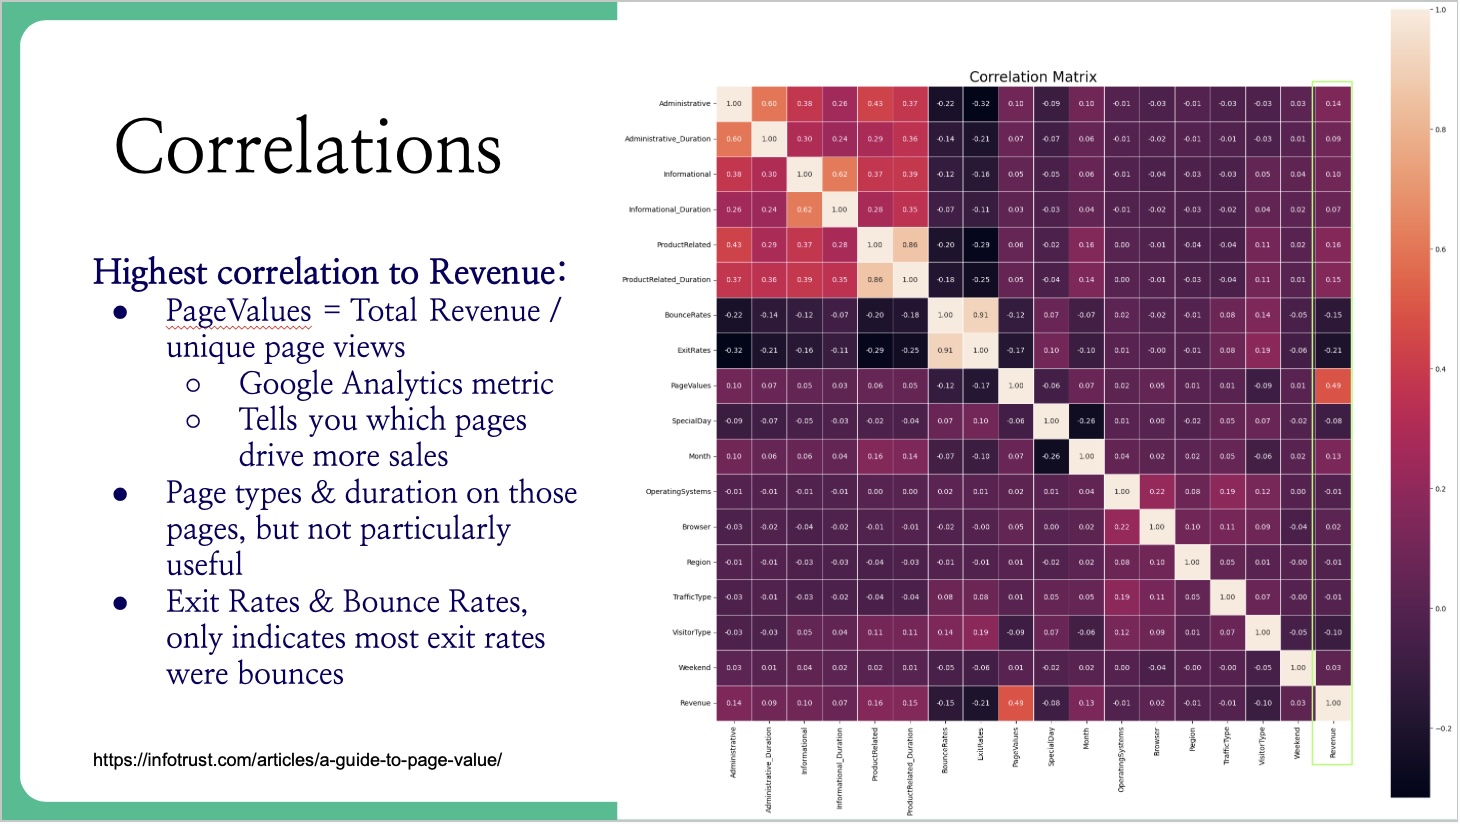 Correlations
Highest correlation to Revenue:
● PageValues = Total Revenue /
unique page views
○ Google Analytics metric
○ Tells you which pages
drive more sales
● Page types & duration on those
pages, but not particularly
useful
● Exit Rates & Bounce Rates,
only indicates most exit rates
were bounces
https://infotrust.com/articles/a-guide-to-page-value/
Correlation Matrix
Administrative 1.00 0.60 0.38 0.26 0.43 0.37 -0.22 -0.32 0.10 -0.09 0.10 -0.01 -0.03 -0.01 -0.03 -0.03 0.03 0.14
Administrative_Duration 0.60 1.00 0.30 0.24 0.29 0.36 -0.14 -0.21 0.07 -0.07 0.06 -0.01 -0.02 -0.01 -0.01 -0.03 0.01 0.09
Informational 0.38 0.30 1.00 0.62 0.37 0.39 -0.12 -0.16 0.05 -0.05 0.06 -0.01 -0.04 -0.03 -0.03 0.05 0.04 0.10
Informational_Duration 0.26 0.24 0.62 1.00 0.28 0.35 -0.07 -0.11 0.03 -0.03 0.04 -0.01 -0.02 -0.03 -0.02 0.04 0.02 0.07
ProductRelated 0.43 0.29 0.37 0.28 1.00 0.86 -0.20 -0.29 0.06 -0.02 0.16 0.00 -0.01 -0.04 -0.04 0.11 0.02 0.16
ProductRelated_Duration 0.37 0.36 0.39 0.35 0.86 1.00 -0.18 -0.25 0.05 -0.04 0.14 0.00 -0.01 -0.03 -0.04 0.11 0.01 0.15
BounceRates -0.22 -0.14 -0.12 -0.07 -0.20 -0.18 1.00 0.91 -0.12 0.07 -0.07 0.02 -0.02 -0.01 0.08 0.14 -0.05 -0.15
ExitRates -0.32 -0.21 -0.16 -0.11 -0.29 -0.25 0.91 1.00 -0.17 0.10 -0.10 0.01 -0.00 -0.01 0.08 0.19 -0.06 -0.21
PageValues 0.10 0.07 0.05 0.03 0.06 0.05 -0.12 -0.17 1.00 -0.06 0.07 0.02 0.05 0.01 0.01 -0.09 0.01 0.49
SpecialDay -0.09 -0.07 -0.05 -0.03 -0.02 -0.04 0.07 0.10 -0.06 1.00 -0.26 0.01 0.00 -0.02 0.05 0.07 -0.02 -0.08
Month 0.10 0.06 0.06 0.04 0.16 0.14 -0.07 -0.10 0.07 -0.26 1.00 0.04 0.02 0.02 0.05 -0.06 0.02 0.13
OperatingSystems -0.01 -0.01 -0.01 -0.01 0.00 0.00 0.02 0.01 0.02 0.01 0.04 1.00 0.22 0.08 0.19 0.12 0.00 -0.01
Browser -0.03 -0.02 -0.04 -0.02 -0.01 -0.01 -0.02 -0.00 0.05 0.00 0.02 0.22 1.00 0.10 0.11 0.09 -0.04 0.02
Region -0.01 -0.01 -0.03 -0.03 -0.04 -0.03 -0.01 -0.01 0.01 -0.02 0.02 0.08 0.10 1.00 0.05 0.01 -0.00 -0.01
TrafficType -0.03 -0.01 -0.03 -0.02 -0.04 -0.04 0.08 0.08 0.01 0.05 0.05 0.19 0.11 0.05 1.00 0.07 -0.00 -0.01
VisitorType -0.03 -0.03 0.05 0.04 0.11 0.11 0.14 0.19 -0.09 0.07 -0.06 0.12 0.09 0.01 0.07 1.00 -0.05 -0.10
Weekend 0.03 0.01 0.04 0.02 0.02 0.01 -0.05 -0.06 0.01 -0.02 0.02 0.00 -0.04 -0.00 -0.00 -0.05 1.00 0.03
Revenue 0.14 0.09 0.10 0.07 0.16 0.15 -0.15 -0.21 0.49 -0.08 0.13 -0.01 0.02 -0.01 -0.01 -0.10 0.03 1.00
Administrative
Administrative_Duration
Informational
Informational_Duration
ProductRelated
ProductRelated_Duration
BounceRates
ExitRates
PageValues
SpecialDay
Month
OperatingSystems
Browser
Region
TrafficType
VisitorType
Weekend
Revenue
1.0
0.8
0.6
0.4
0.2
0.0
−0.2